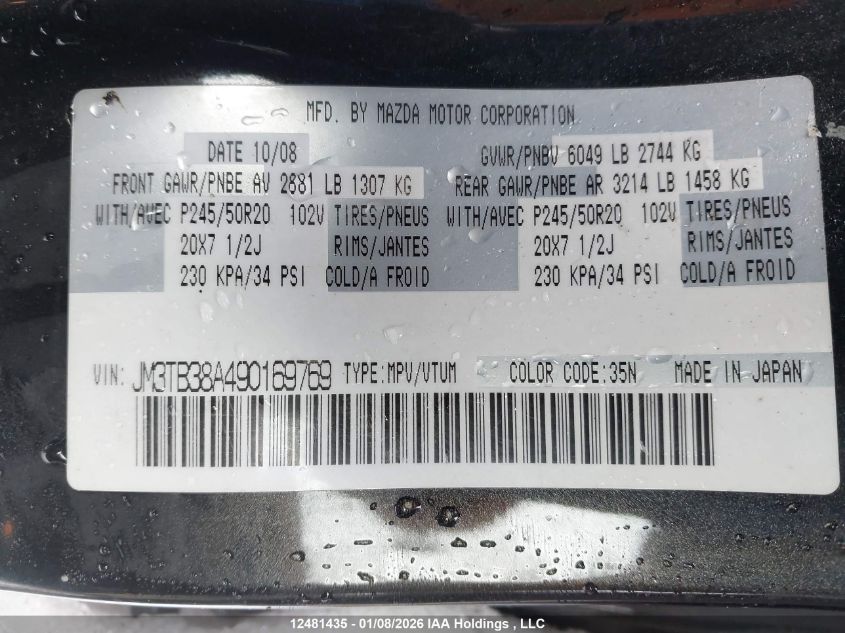 MFD. BY MAZDA MOTOR CORPORATION
DATE 10/08 GVWR/PNBV 6049 LB 2744 KG
FRONT GAWR/PNBE AV 2881 LB 1307 KG REAR GAWR/PNBE AR 3214 LB 1458 KG
WITH/AVEC P245/50R20 102V TIRES/PNEUS WITH/AVEC P245/50R20 102V TIRES/PNEUS
20X7 1/2J RIMS/JANTES 20X7 1/2J RIMS/JANTES
230 KPA/34 PSI COLD/A FROID 230 KPA/34 PSI COLD/A FROID
VIN: JM3TB38A490169769 TYPE:MPV/VTUM COLOR CODE:35N MADE IN JAPAN
12481435 - 01/08/2026 IAA Holdings , LLC